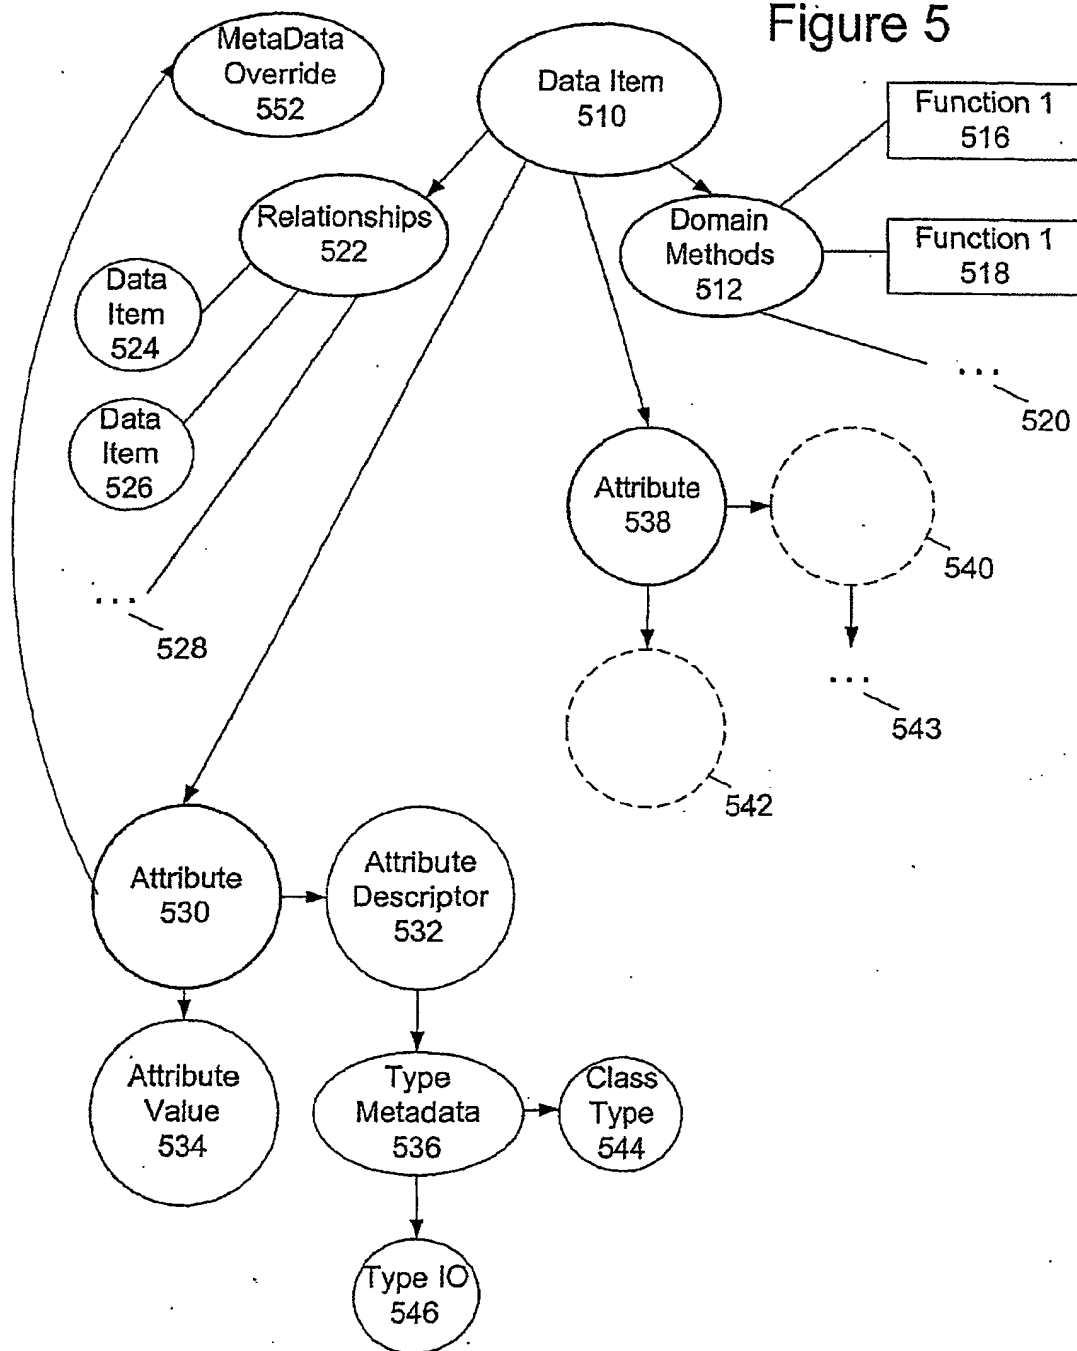 Figure 5
MetaData
Override
552
Data Item
510
Function 1
516
Relationships
522
Domain
Methods
512
Function 1
518
Data
Item
524
...
520
Data
Item
526
Attribute
538
540
...
528
...
543
542
Attribute
530
Attribute
Descriptor
532
Attribute
Value
534
Type
Metadata
536
Class
Type
544
Type IO
546